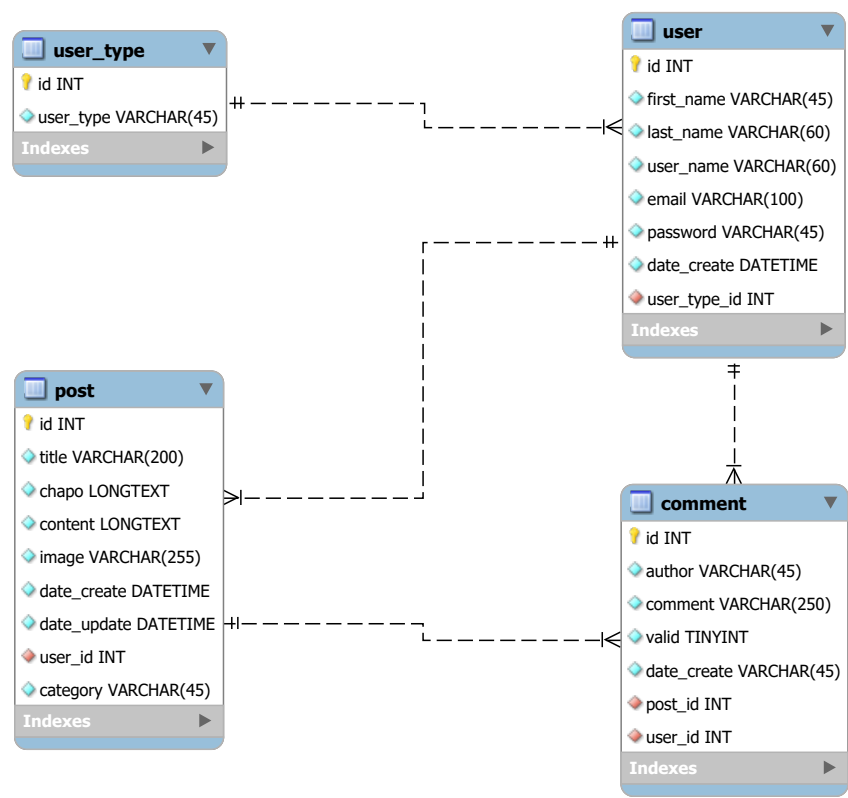 user_type
id INT
user_type VARCHAR(45)
Indexes
user
id INT
first_name VARCHAR(45)
last_name VARCHAR(60)
user_name VARCHAR(60)
email VARCHAR(100)
password VARCHAR(45)
date_create DATETIME
user_type_id INT
Indexes
post
id INT
title VARCHAR(200)
chapo LONGTEXT
content LONGTEXT
image VARCHAR(255)
date_create DATETIME
date_update DATETIME
user_id INT
category VARCHAR(45)
Indexes
comment
id INT
author VARCHAR(45)
comment VARCHAR(250)
valid TINYINT
date_create VARCHAR(45)
post_id INT
user_id INT
Indexes